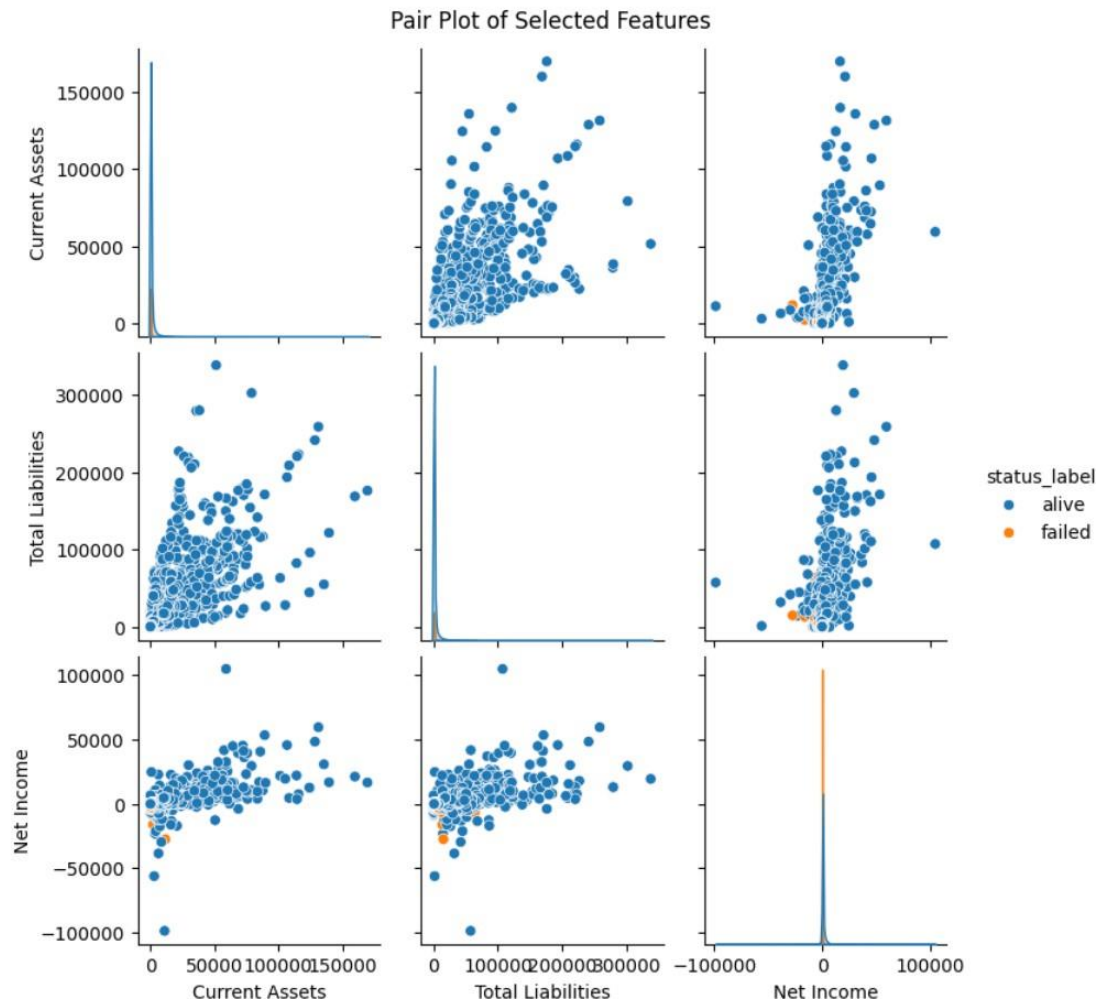 Pair Plot of Selected Features
150000
100000
50000
0
Current Assets
300000
200000
100000
0
Total Liabilities
status_label
alive
failed
100000
50000
0
−50000
−100000
Net Income
0 50000 100000 150000
0 100000 200000 300000
−100000 0 100000
Current Assets Total Liabilities Net Income